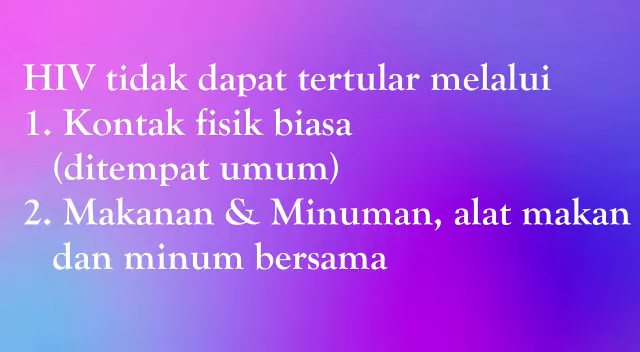 HIV tidak dapat tertular melalui
1. Kontak fisik biasa
(ditempat umum)
2. Makanan & Minuman, alat makan
dan minum bersama